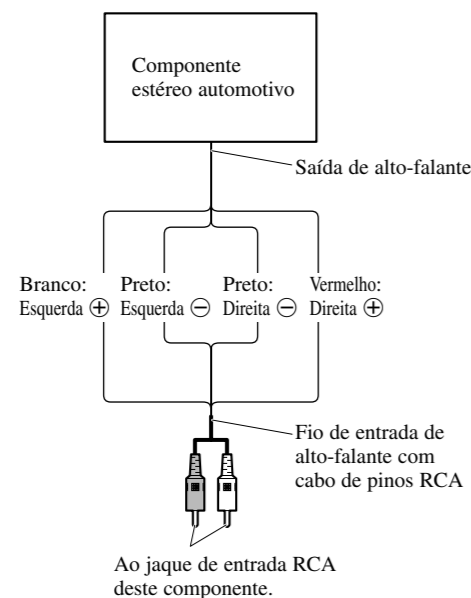 Componente
estéreo automotivo
Saída de alto-falante
Branco:
Esquerda ⊕
Preto:
Esquerda ⊖
Preto:
Direita ⊖
Vermelho:
Direita ⊕
Fio de entrada de
alto-falante com
cabo de pinos RCA
Ao jaque de entrada RCA
deste componente.